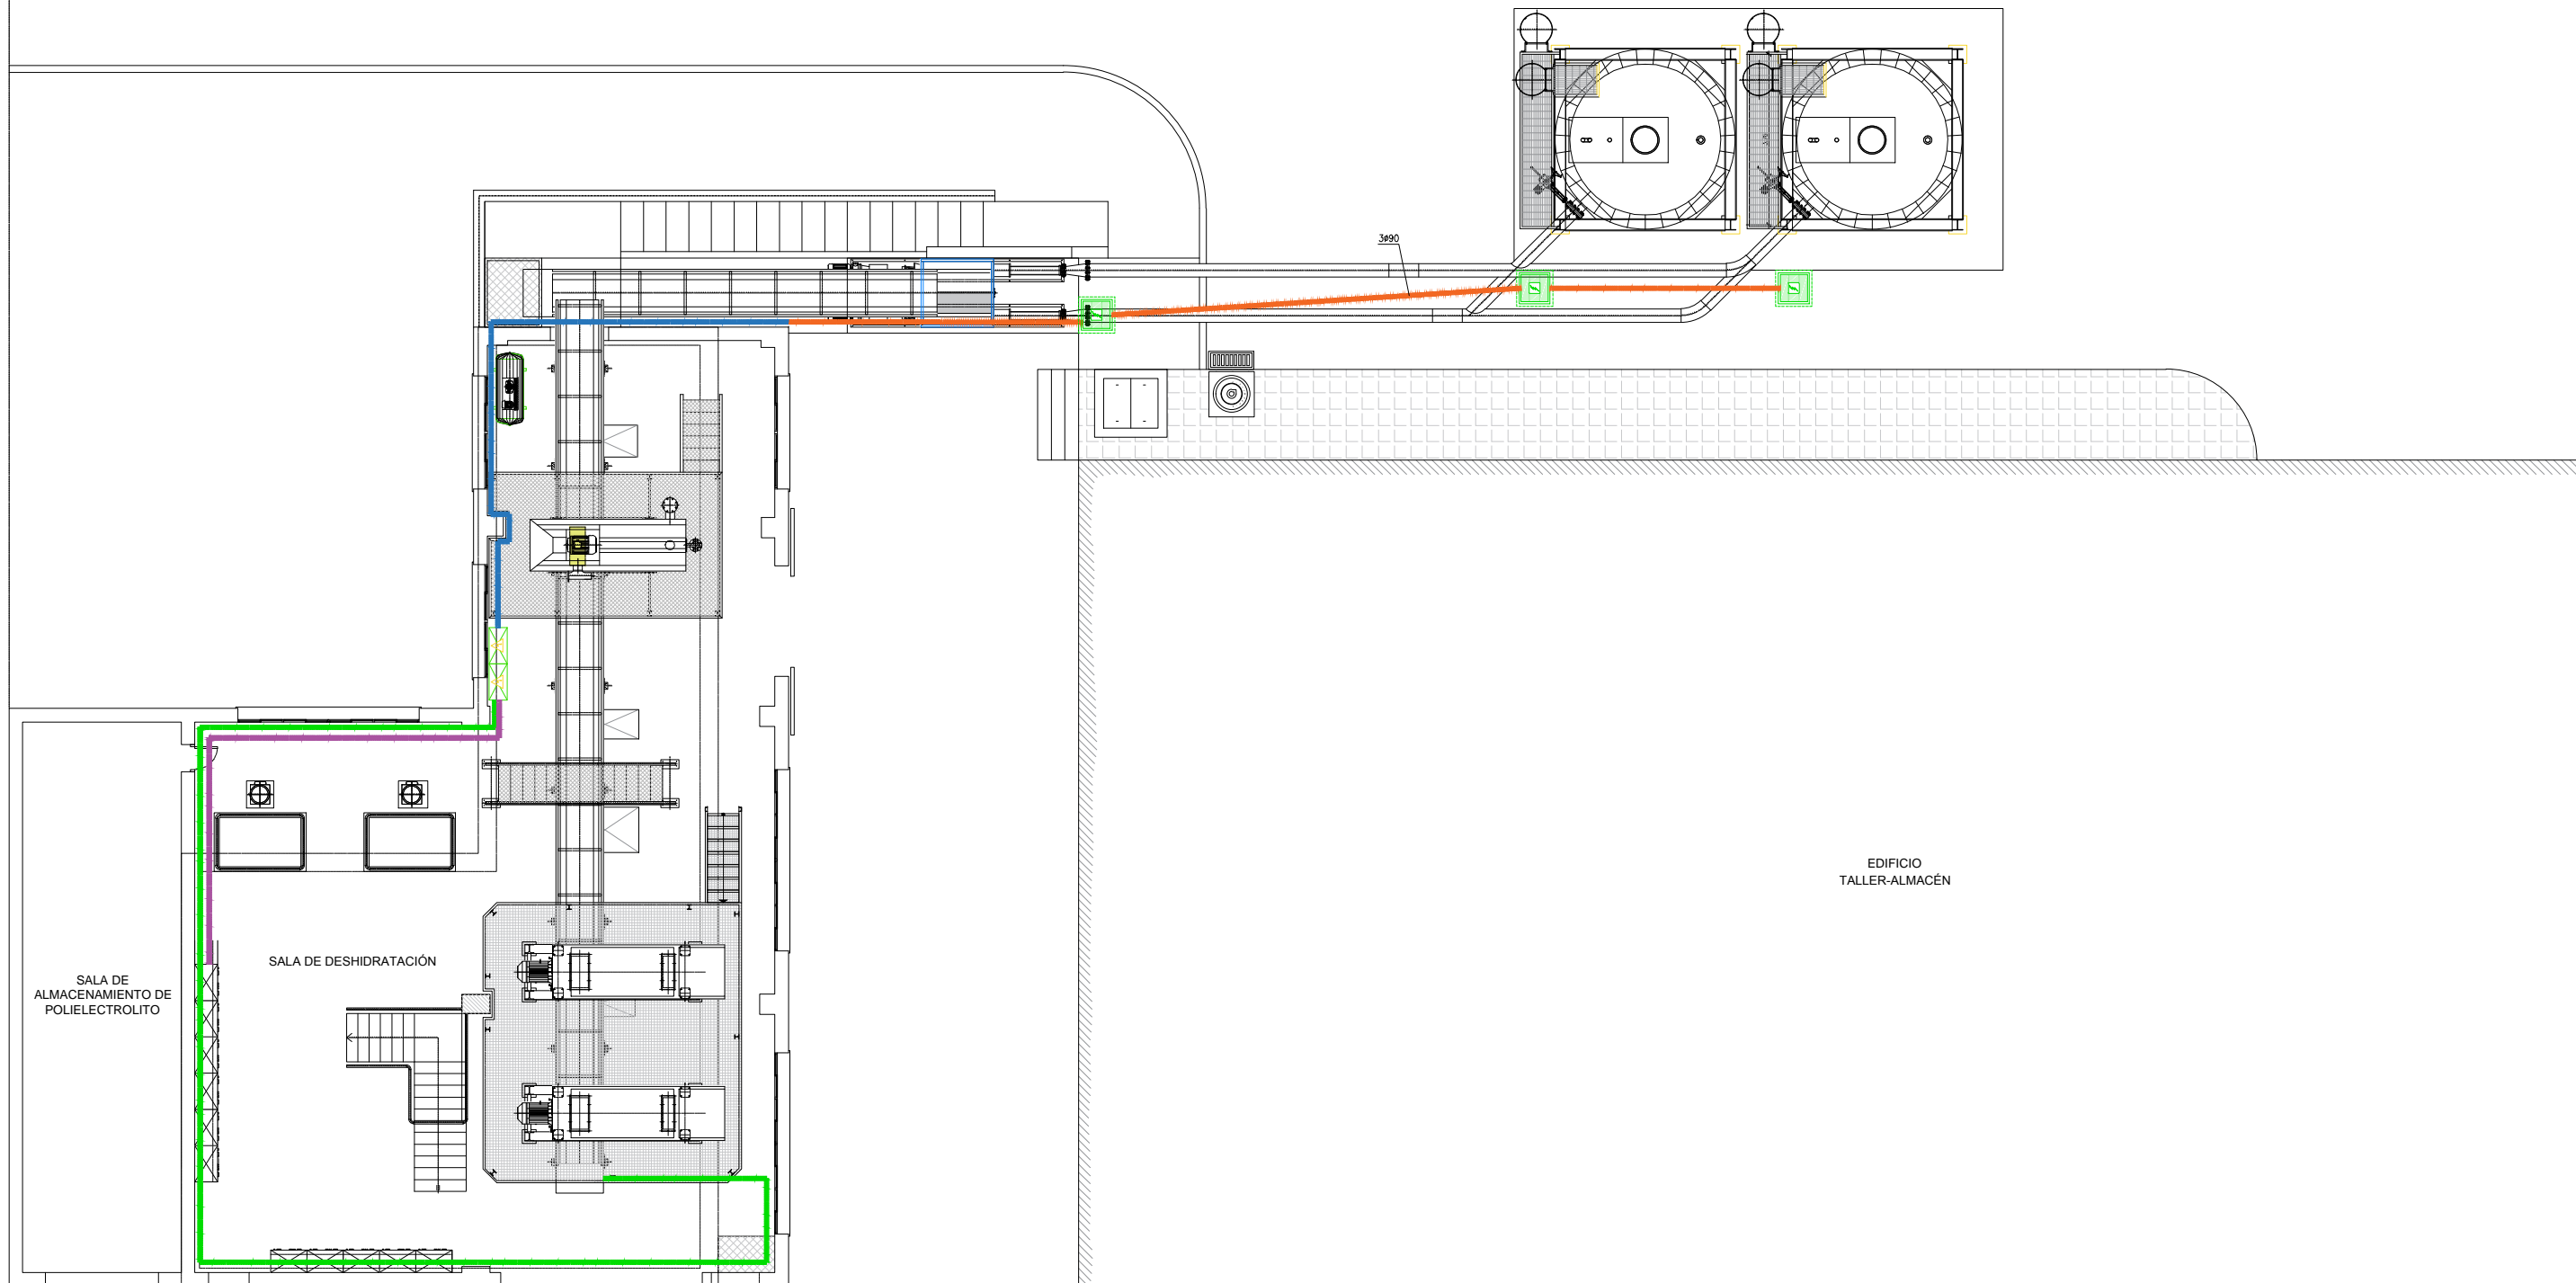 3ø90
EDIFICIO
TALLER-ALMACÉN
SALA DE DESHIDRATACIÓN
SALA DE
ALMACENAMIENTO DE
POLIELECTROLITO